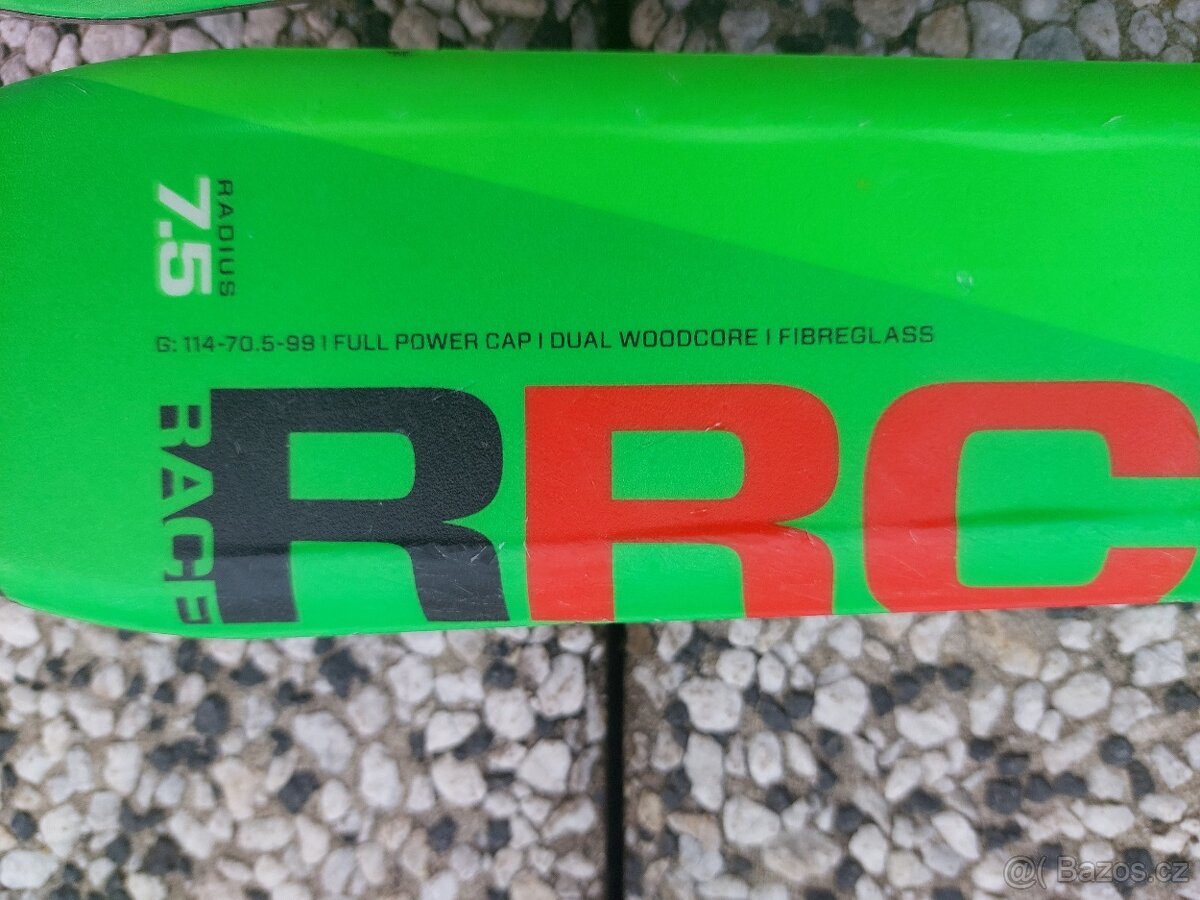 RADIUS
7.5
G: 114-70.5-99 | FULL POWER CAP | DUAL WOODCORE | FIBREGLASS
RACE
RRC
@( Bazos.cz